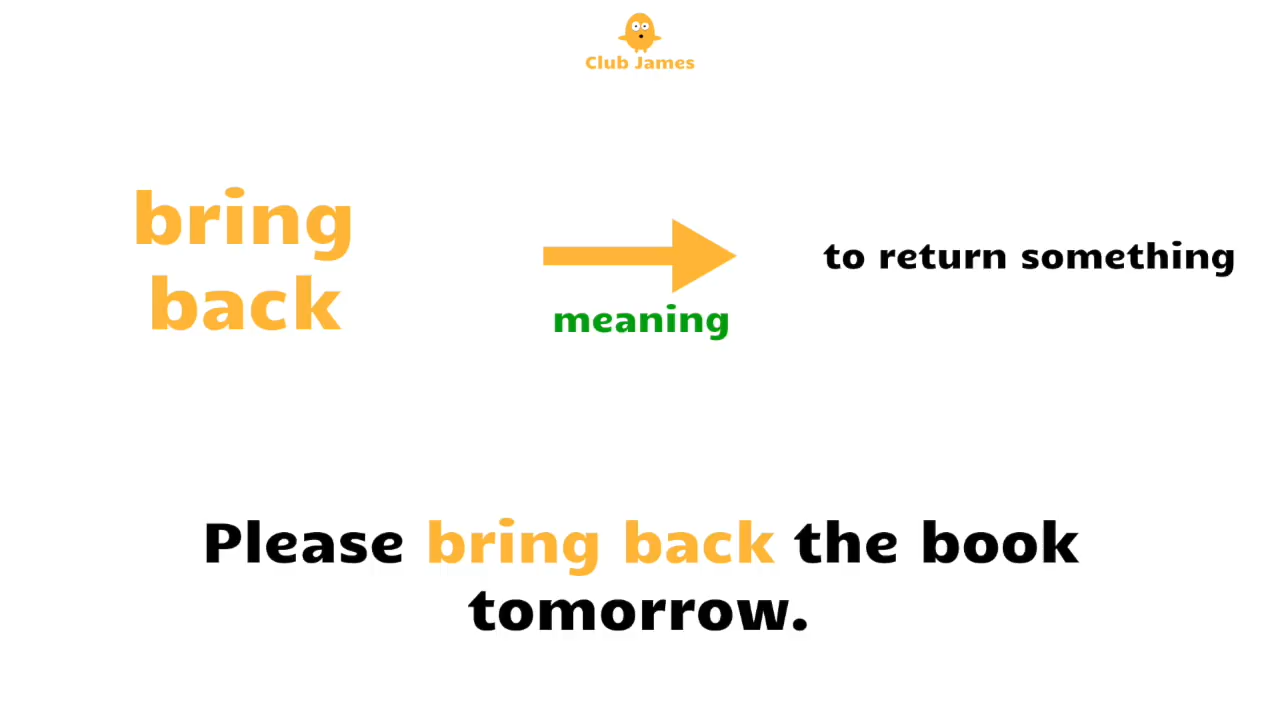 Club James
bring
back
meaning
to return something
Please bring back the book
tomorrow.